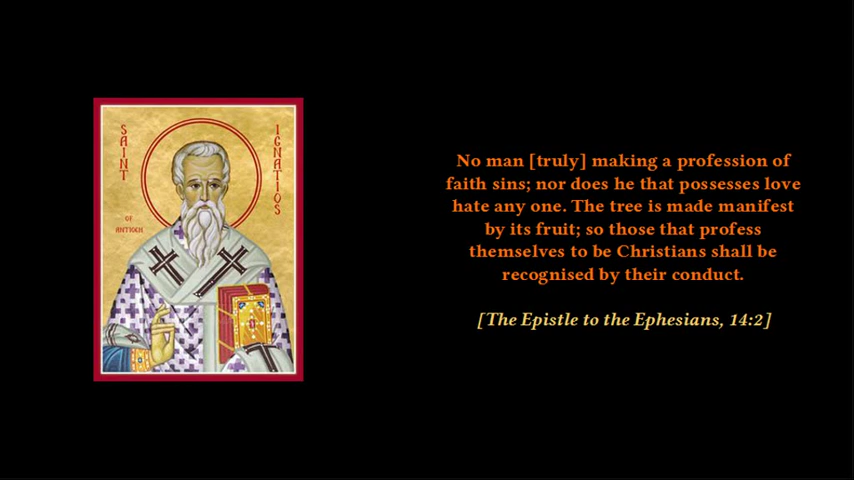 SAINT
IGNATIOS
OF
ANTIOCH
No man [truly] making a profession of
faith sins; nor does he that possesses love
hate any one. The tree is made manifest
by its fruit; so those that profess
themselves to be Christians shall be
recognised by their conduct.
[The Epistle to the Ephesians, 14:2]